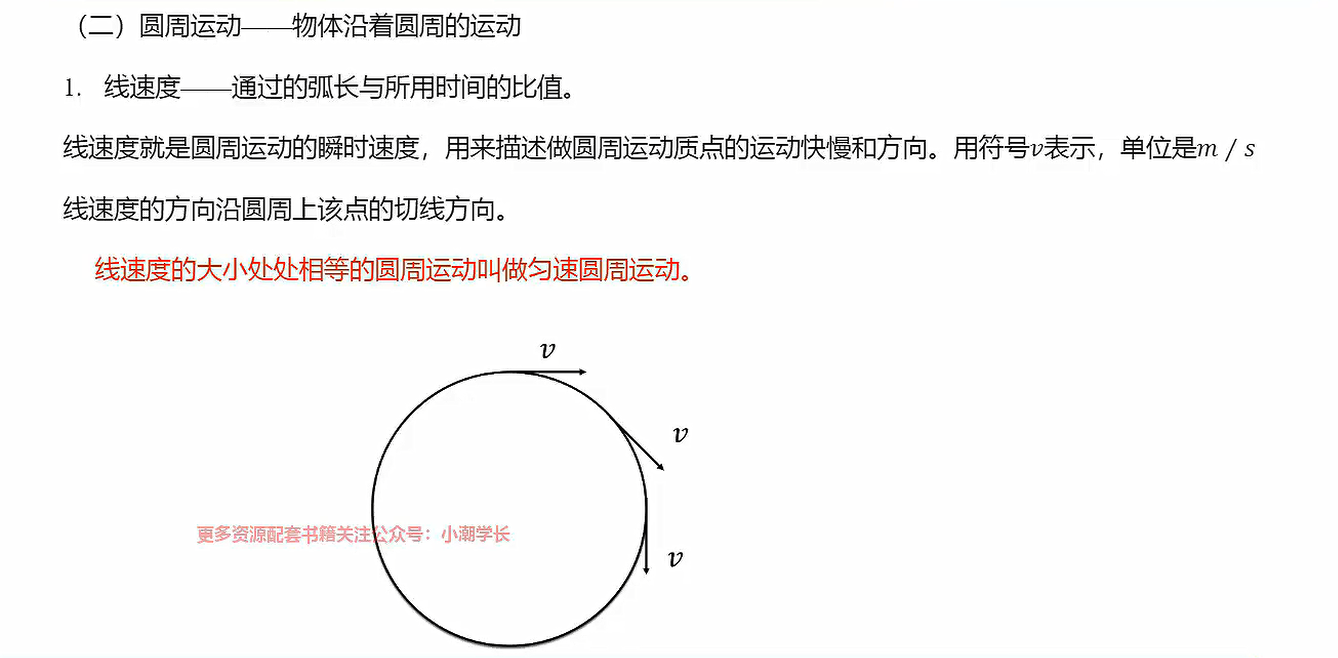 （二）圆周运动——物体沿着圆周的运动
1. 线速度——通过的弧长与所用时间的比值。
线速度就是圆周运动的瞬时速度，用来描述做圆周运动质点的运动快慢和方向。用符号v表示，单位是m / s
线速度的方向沿圆周上该点的切线方向。
线速度的大小处处相等的圆周运动叫做匀速圆周运动。
v
v
更多资源配套书籍关注公众号：小潮学长
v